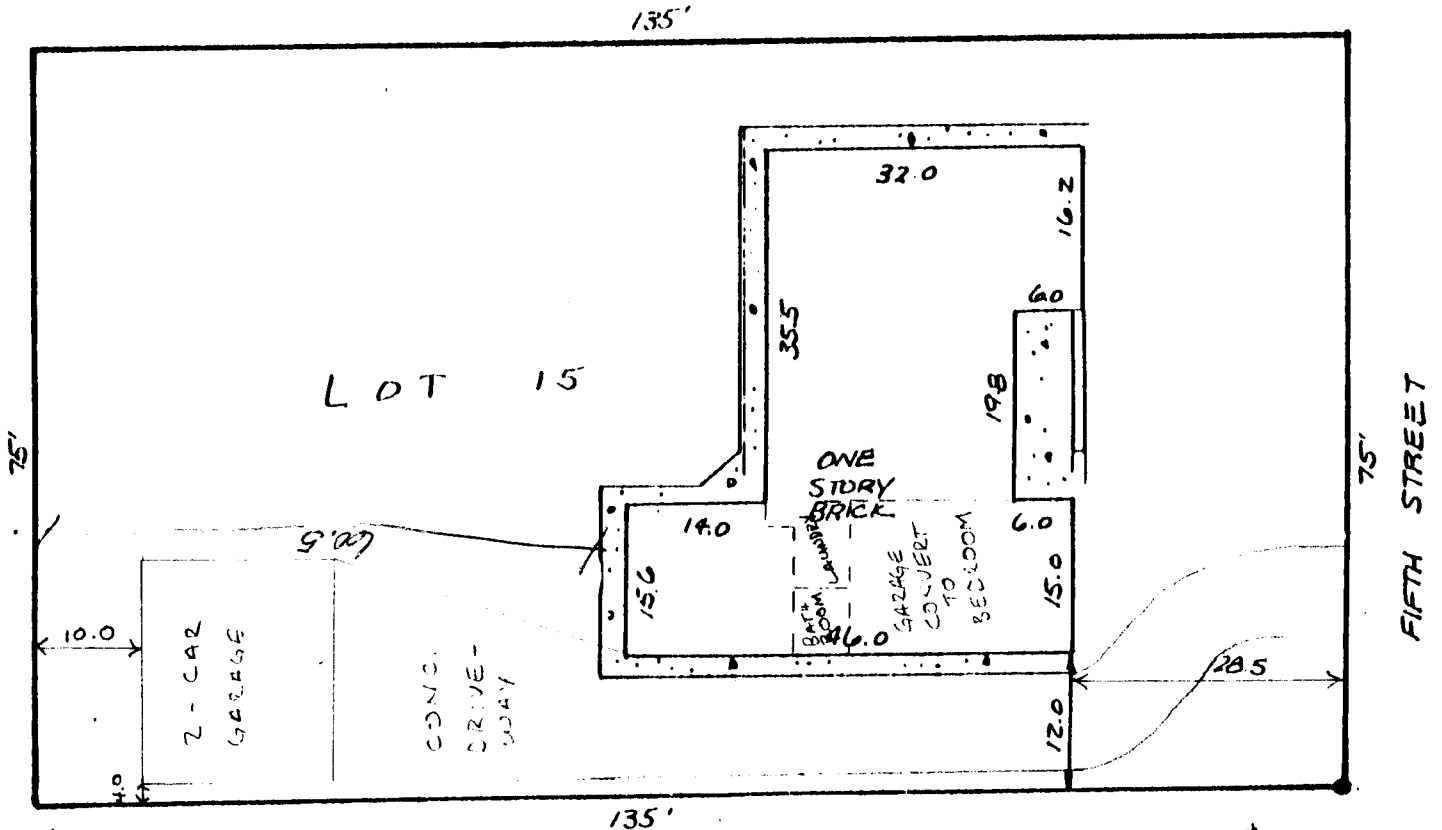 135'
32.0
16.2
6.0
35.5
19.8
LOT 15
75'
75'
FIFTH STREET
ONE
STORY
BRICK
14.0
6.0
60.5
15.6
15.0
LAUNDRY
BATH
ROOM
GARAGE
CONVERT
TO
BEDROOM
46.0
10.0
2-CAR
GARAGE
CONC.
DRIVE-
WAY
28.5
12.0
4.0
135'